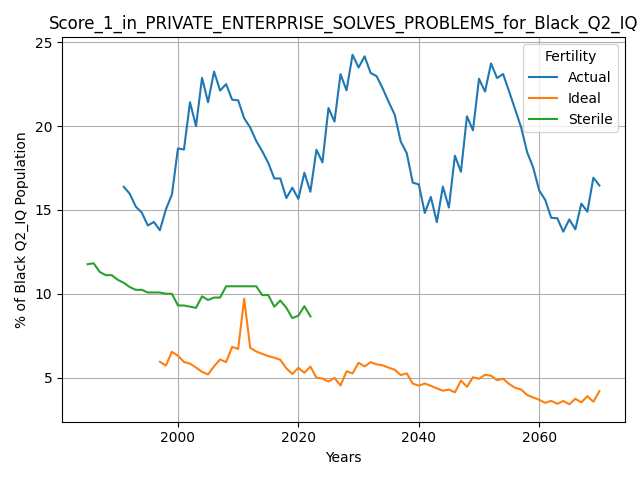 Score_1_in_PRIVATE_ENTERPRISE_SOLVES_PROBLEMS_for_Black_Q2_IQ
25
20
15
10
5
% of Black Q2_IQ Population
Fertility
Actual
Ideal
Sterile
2000
2020
2040
2060
Years